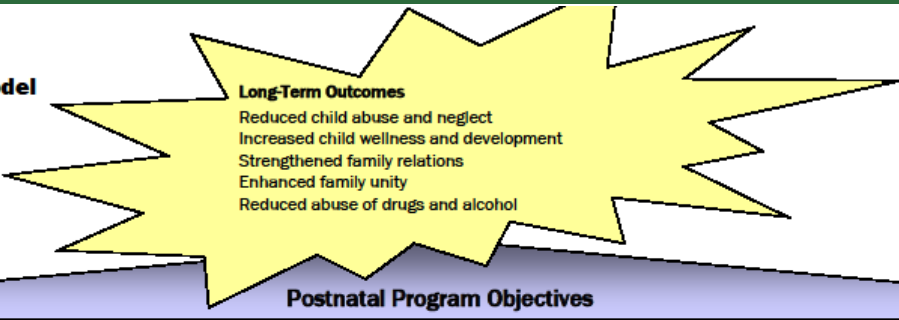 del
Long-Term Outcomes
Reduced child abuse and neglect
Increased child wellness and development
Strengthened family relations
Enhanced family unity
Reduced abuse of drugs and alcohol
Postnatal Program Objectives